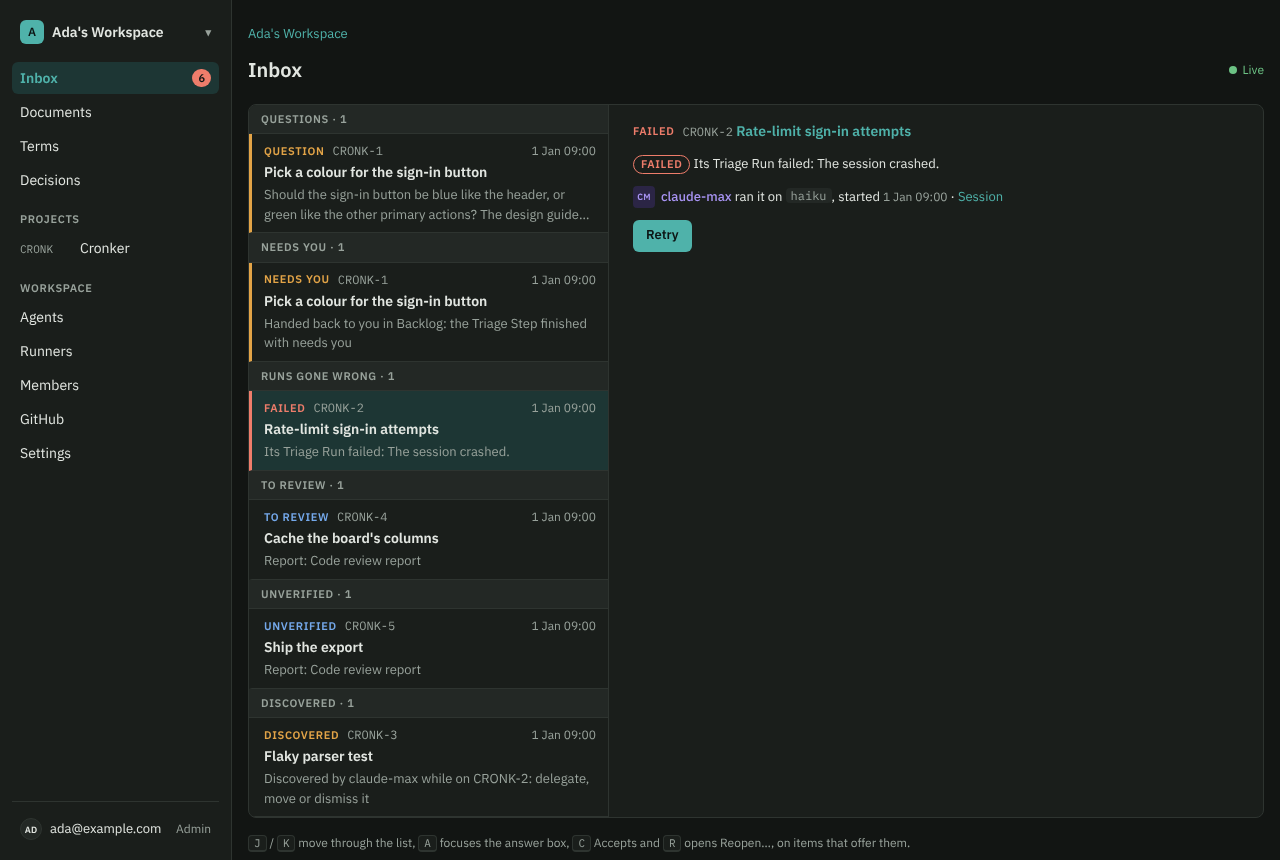 A Ada's Workspace ▾
Inbox 6
Documents
Terms
Decisions
PROJECTS
CRONK Cronker
WORKSPACE
Agents
Runners
Members
GitHub
Settings
AD ada@example.com Admin
Ada's Workspace
Inbox
Live
QUESTIONS · 1
QUESTION CRONK-1 1 Jan 09:00
Pick a colour for the sign-in button
Should the sign-in button be blue like the header, or
green like the other primary actions? The design guide...
NEEDS YOU · 1
NEEDS YOU CRONK-1 1 Jan 09:00
Pick a colour for the sign-in button
Handed back to you in Backlog: the Triage Step finished
with needs you
RUNS GONE WRONG · 1
FAILED CRONK-2 1 Jan 09:00
Rate-limit sign-in attempts
Its Triage Run failed: The session crashed.
TO REVIEW · 1
TO REVIEW CRONK-4 1 Jan 09:00
Cache the board's columns
Report: Code review report
UNVERIFIED · 1
UNVERIFIED CRONK-5 1 Jan 09:00
Ship the export
Report: Code review report
DISCOVERED · 1
DISCOVERED CRONK-3 1 Jan 09:00
Flaky parser test
Discovered by claude-max while on CRONK-2: delegate,
move or dismiss it
FAILED CRONK-2 Rate-limit sign-in attempts
FAILED Its Triage Run failed: The session crashed.
CM claude-max ran it on haiku, started 1 Jan 09:00 · Session
Retry
J / K move through the list, A focuses the answer box, C Accepts and R opens Reopen..., on items that offer them.